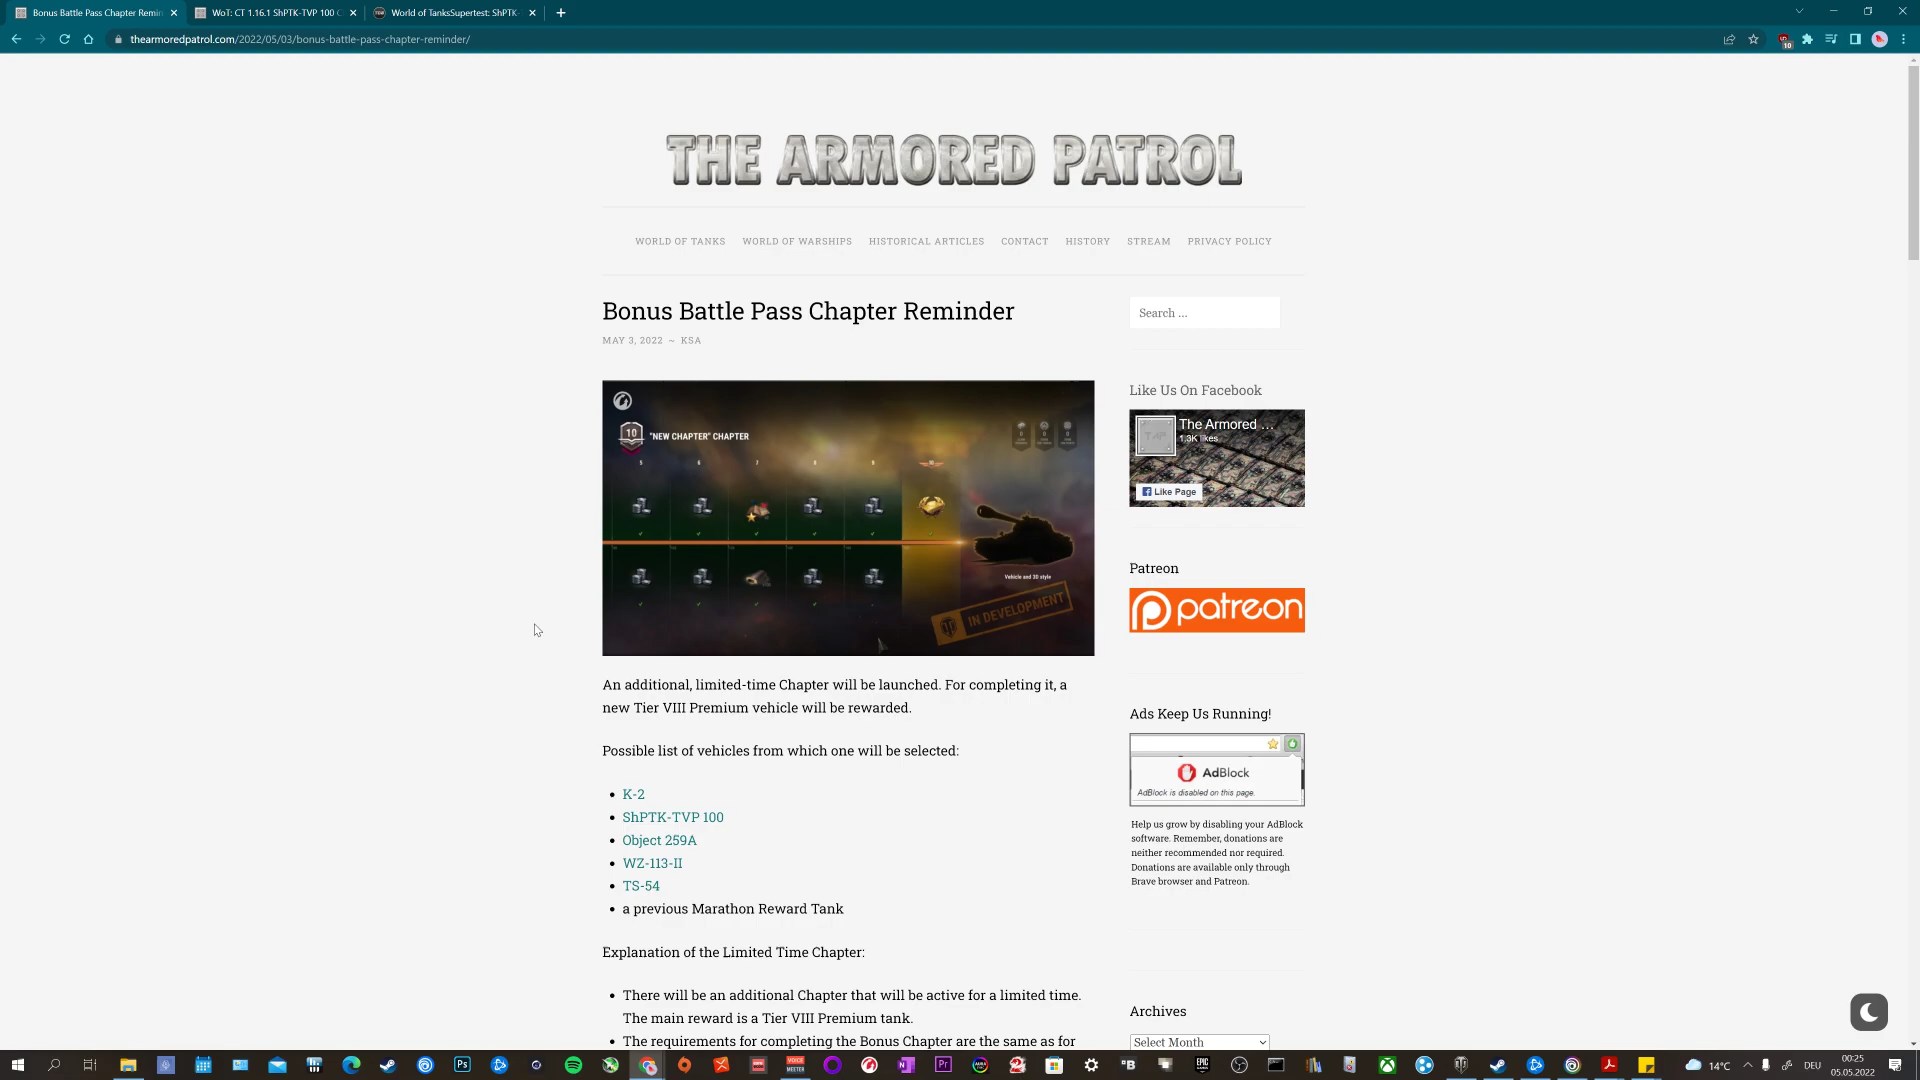 Bonus Battle Pass Chapter Remin
WoT: CT 1.16.1 ShPTK-TVP 100 C
World of TanksSupertest: ShPTK-
thearmoredpatrol.com/2022/05/03/bonus-battle-pass-chapter-reminder/
10
THE ARMORED PATROL
WORLD OF TANKS WORLD OF WARSHIPS HISTORICAL ARTICLES CONTACT HISTORY STREAM PRIVACY POLICY
Bonus Battle Pass Chapter Reminder
MAY 3, 2022 ~ KSA
10 "NEW CHAPTER" CHAPTER
5 6 7 8 9 10
Vehicle and 3D style
IN DEVELOPMENT
An additional, limited-time Chapter will be launched. For completing it, a
new Tier VIII Premium vehicle will be rewarded.
Possible list of vehicles from which one will be selected:
• K-2
• ShPTK-TVP 100
• Object 259A
• WZ-113-II
• TS-54
• a previous Marathon Reward Tank
Explanation of the Limited Time Chapter:
• There will be an additional Chapter that will be active for a limited time.
The main reward is a Tier VIII Premium tank.
• The requirements for completing the Bonus Chapter are the same as for
Search ...
Like Us On Facebook
The Armored ...
1.3K likes
TAP
Like Page
Patreon
patreon
Ads Keep Us Running!
AdBlock
AdBlock is disabled on this page.
Help us grow by disabling your AdBlock
software. Remember, donations are
neither recommended nor required.
Donations are available only through
Brave browser and Patreon.
Archives
Select Month
14°C
DEU
00:25
05.05.2022